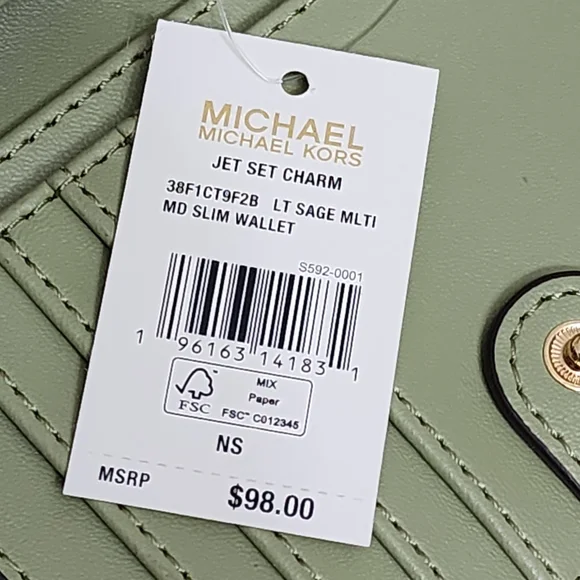 MICHAEL
MICHAEL KORS
JET SET CHARM
38F1CT9F2B LT SAGE MLTI
MD SLIM WALLET
S592-0001
1 96163 14183 1
FSC
MIX
Paper
FSC™ C012345
NS
MSRP $98.00